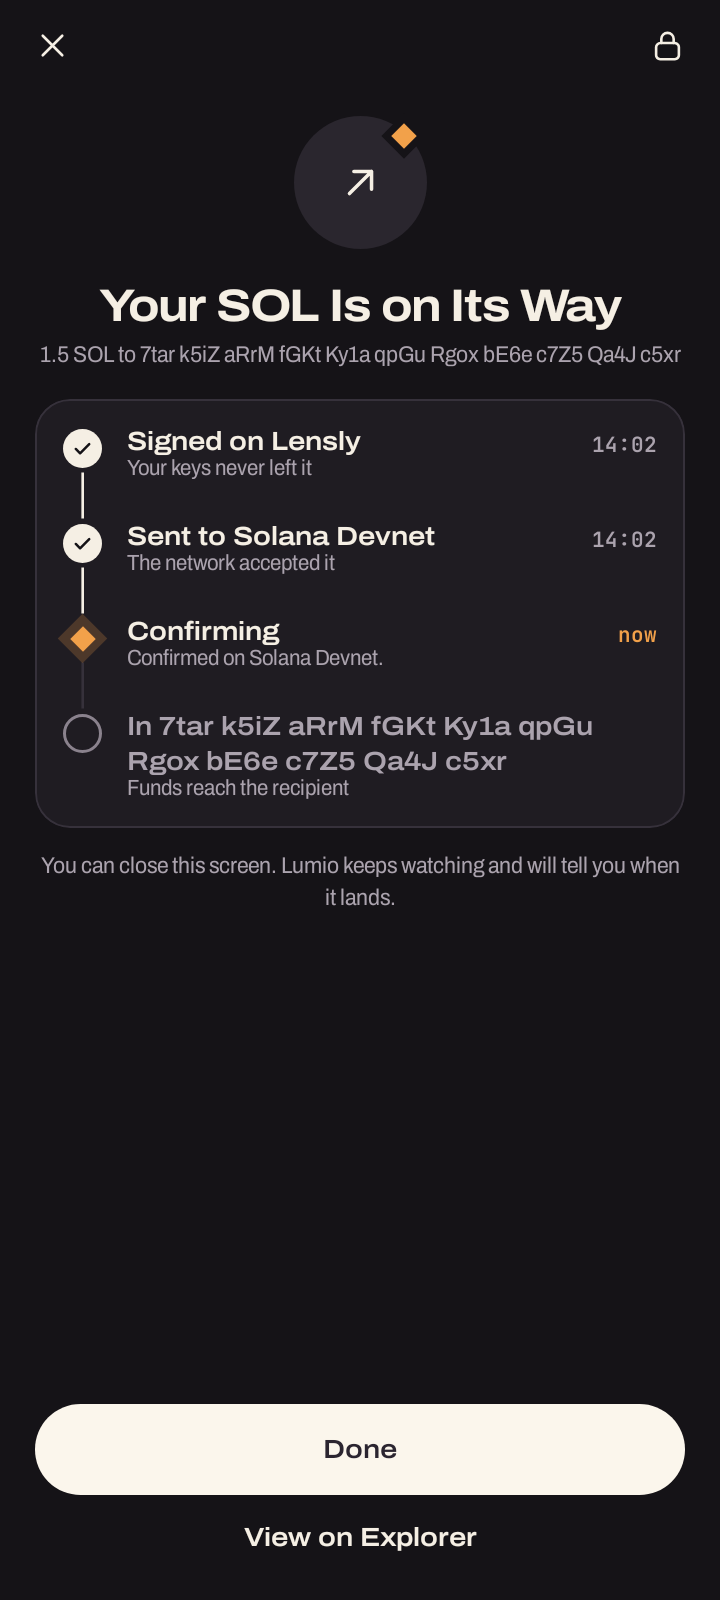 Your SOL Is on Its Way
1.5 SOL to 7tar k5iZ aRrM fGKt Ky1a qpGu Rgox bE6e c7Z5 Qa4J c5xr
Signed on Lensly
14:02
Your keys never left it
Sent to Solana Devnet
14:02
The network accepted it
Confirming
now
Confirmed on Solana Devnet.
In 7tar k5iZ aRrM fGKt Ky1a qpGu
Rgox bE6e c7Z5 Qa4J c5xr
Funds reach the recipient
You can close this screen. Lumio keeps watching and will tell you when
it lands.
Done
View on Explorer